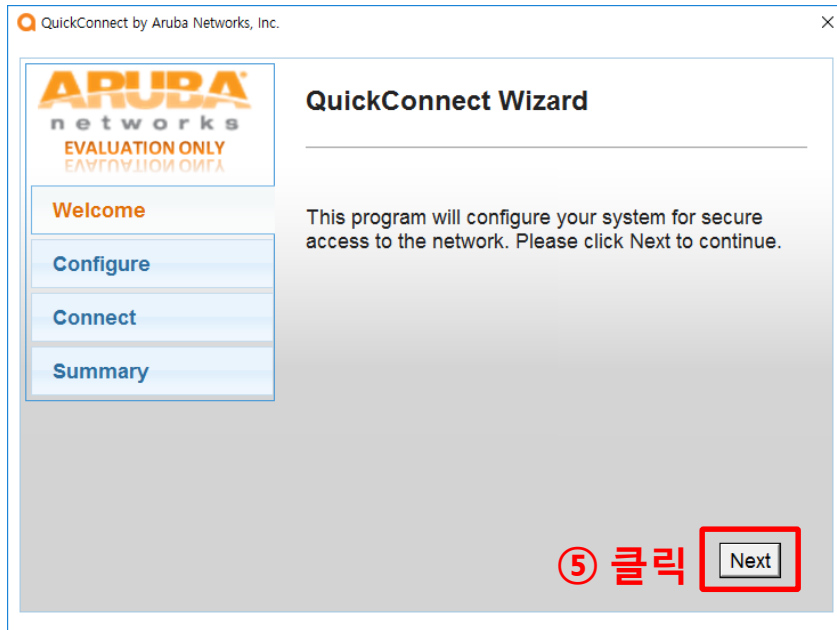 QuickConnect by Aruba Networks, Inc.
ARUBA
networks
EVALUATION ONLY
QuickConnect Wizard
Welcome
This program will configure your system for secure
access to the network. Please click Next to continue.
Configure
Connect
Summary
⑤ 클릭
Next